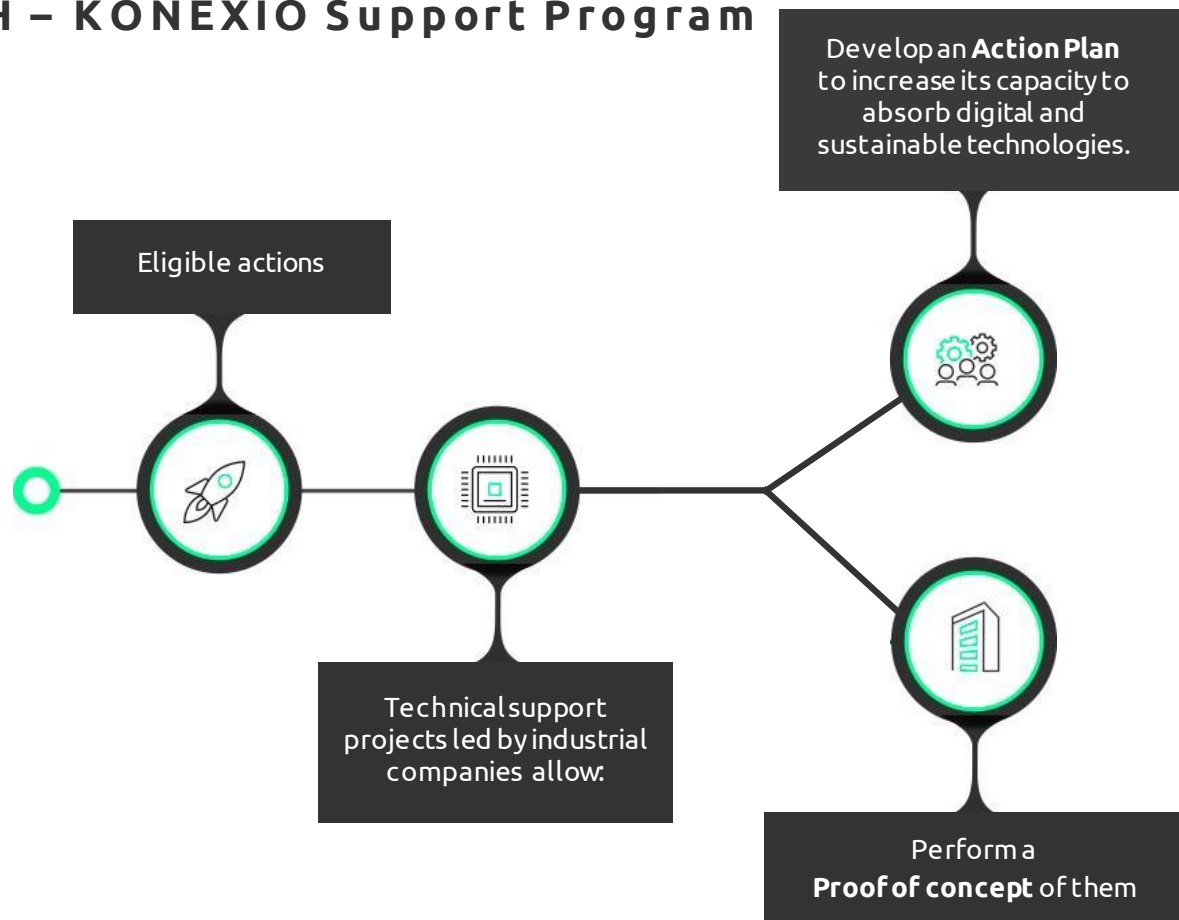 H – KONEXIO Support Program
Develop an Action Plan
to increase its capacity to
absorb digital and
sustainable technologies.
Eligible actions
Technical support
projects led by industrial
companies allow:
Perform a
Proof of concept of them